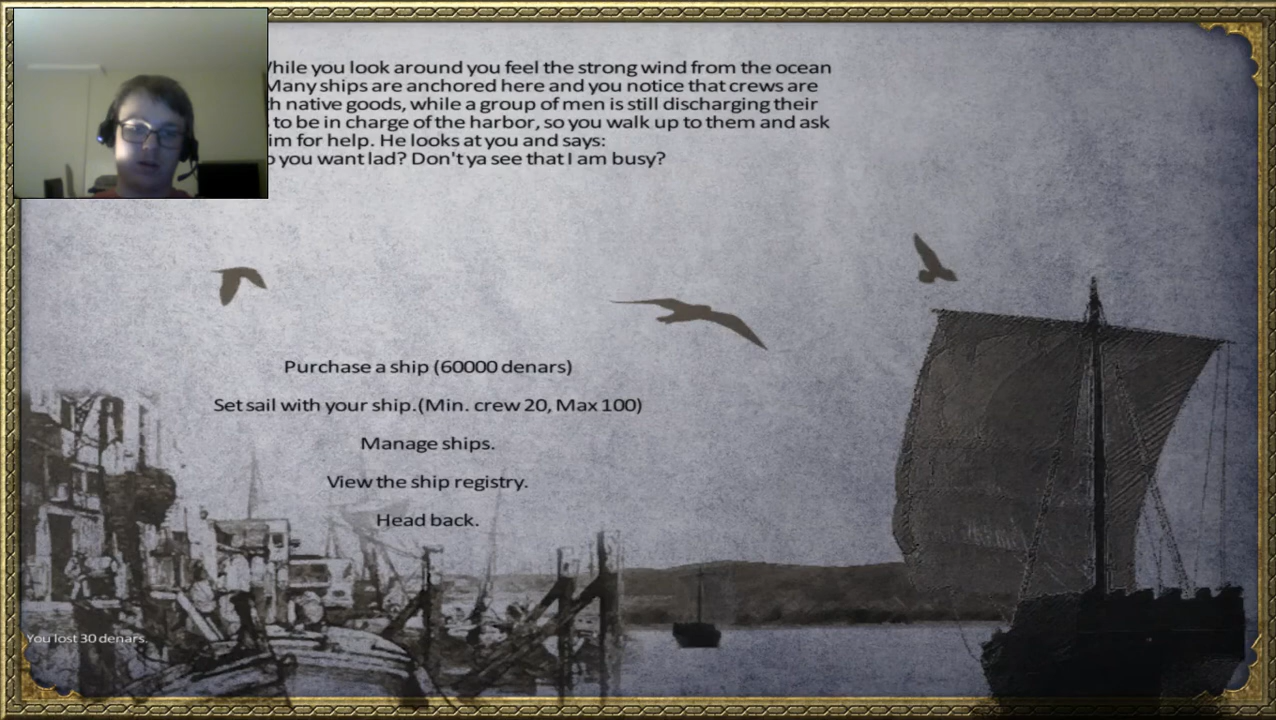 hile you look around you feel the strong wind from the ocean
Many ships are anchored here and you notice that crews are
h native goods, while a group of men is still discharging their
to be in charge of the harbor, so you walk up to them and ask
im for help. He looks at you and says:
o you want lad? Don't ya see that I am busy?
Purchase a ship (60000 denars)
Set sail with your ship.(Min. crew 20, Max 100)
Manage ships.
View the ship registry.
Head back.
You lost 30 denars.